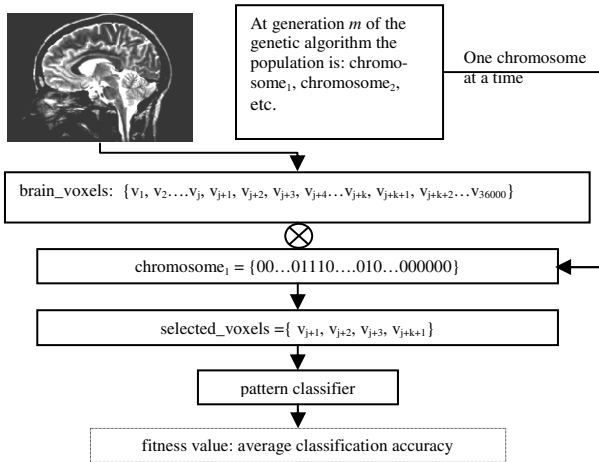 At generation m of the
genetic algorithm the
population is: chromo-
some₁, chromosome₂,
etc.
One chromosome
at a time
brain_voxels: {v₁, v₂….vⱼ, vⱼ₊₁, vⱼ₊₂, vⱼ₊₃, vⱼ₊₄…vⱼ₊ₖ, vⱼ₊ₖ₊₁, vⱼ₊ₖ₊₂…v₃₆₀₀₀}
chromosome₁ = {00…01110….010…000000}
selected_voxels ={ vⱼ₊₁, vⱼ₊₂, vⱼ₊₃, vⱼ₊ₖ₊₁}
pattern classifier
fitness value: average classification accuracy